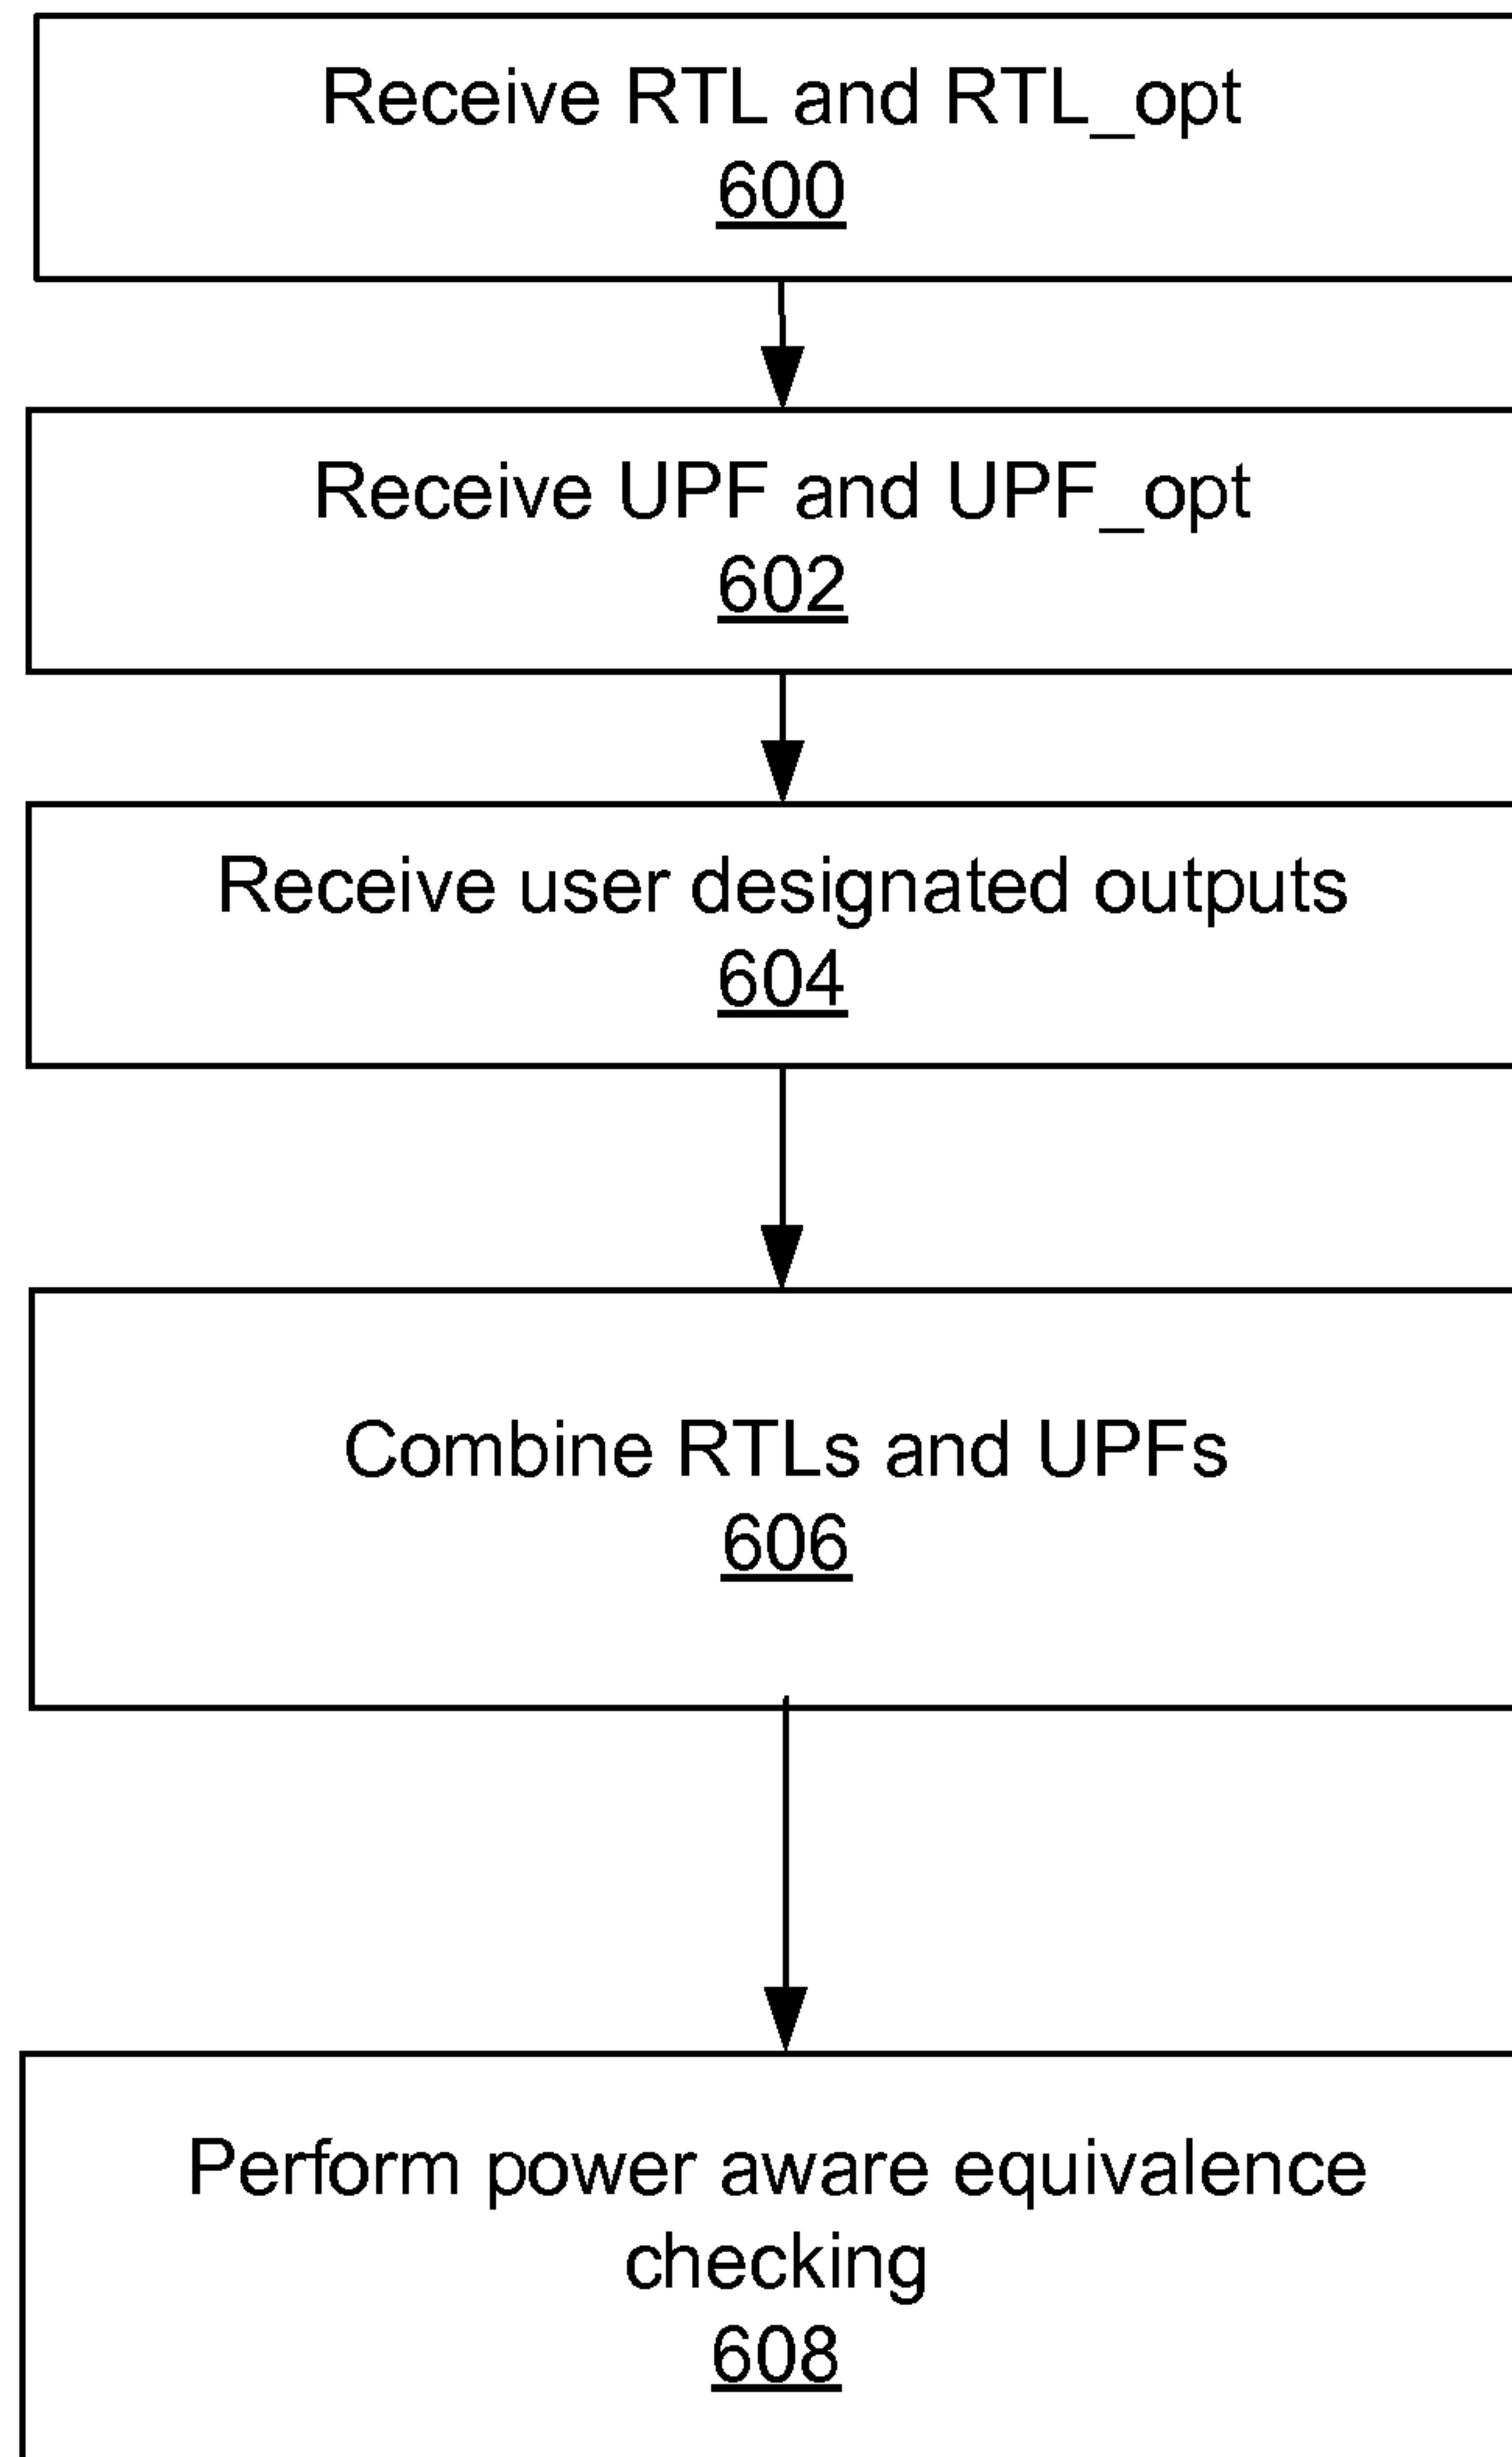 Receive RTL and RTL_opt
600
Receive UPF and UPF_opt
602
Receive user designated outputs
604
Combine RTLs and UPFs
606
Perform power aware equivalence
checking
608